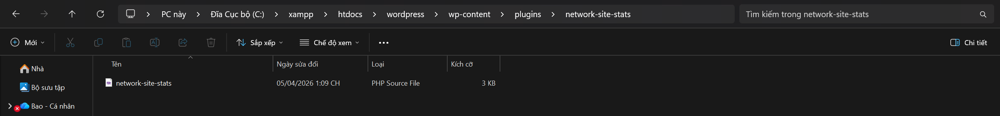 PC này > Đĩa Cục bộ (C:) > xampp > htdocs > wordpress > wp-content > plugins > network-site-stats
Tìm kiếm trong network-site-stats
Mới
Sắp xếp
Chế độ xem
Chi tiết
Tên Ngày sửa đổi Loại Kích cỡ
Nhà
network-site-stats 05/04/2026 1:09 CH PHP Source File 3 KB
Bộ sưu tập
Bao - Cá nhân